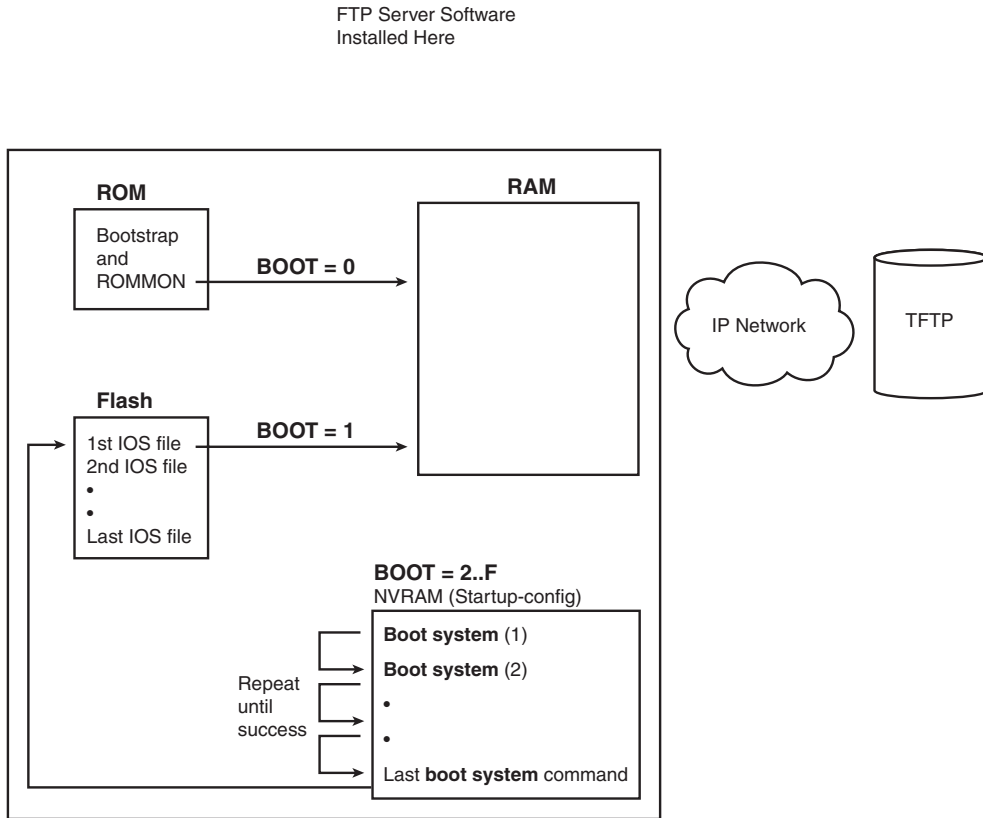 FTP Server Software
Installed Here
ROM
Bootstrap
and
ROMMON
BOOT = 0
RAM
IP Network
TFTP
Flash
1st IOS file
2nd IOS file
•
•
Last IOS file
BOOT = 1
BOOT = 2..F
NVRAM (Startup-config)
Boot system (1)
Boot system (2)
•
•
Last boot system command
Repeat
until
success